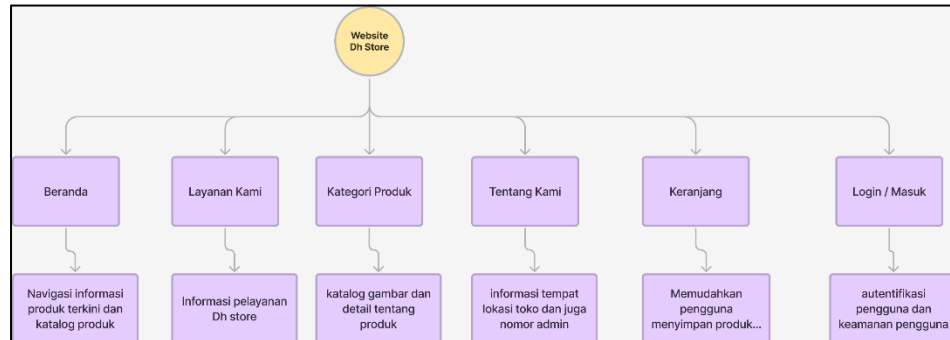 Website
Dh Store
Beranda
Layanan Kami
Kategori Produk
Tentang Kami
Keranjang
Login / Masuk
Navigasi informasi
produk terkini dan
katalog produk
Informasi pelayanan
Dh store
katalog gambar dan
detail tentang
produk
informasi tempat
lokasi toko dan juga
nomor admin
Memudahkan
pengguna
menyimpan produk...
autentifikasi
pengguna dan
keamanan pengguna